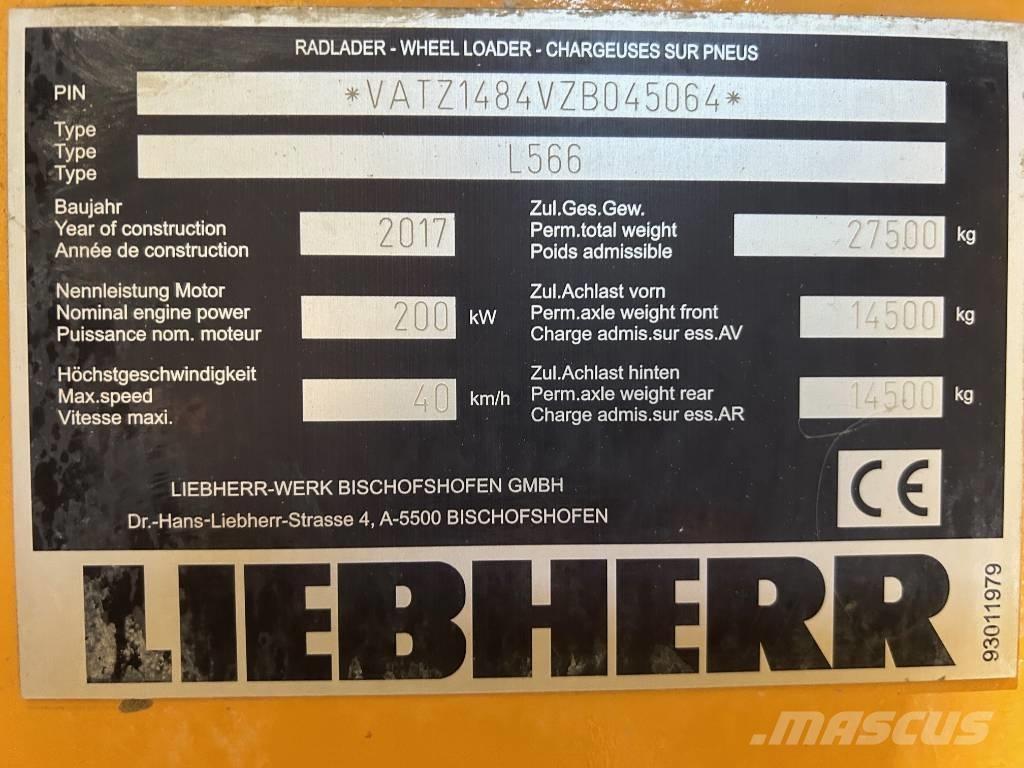 RADLADER - WHEEL LOADER - CHARGEUSES SUR PNEUS
PIN *VATZ1484VZB045064*
Type
Type L566
Type
Baujahr
Year of construction 2017
Année de construction
Zul.Ges.Gew.
Perm.total weight 27500 kg
Poids admissible
Nennleistung Motor
Nominal engine power 200 kW
Puissance nom. moteur
Zul.Achlast vorn
Perm.axle weight front 14500 kg
Charge admis.sur ess.AV
Höchstgeschwindigkeit
Max.speed 40 km/h
Vitesse maxi.
Zul.Achlast hinten
Perm.axle weight rear 14500 kg
Charge admis.sur ess.AR
CE
LIEBHERR-WERK BISCHOFSHOFEN GMBH
Dr.-Hans-Liebherr-Strasse 4, A-5500 BISCHOFSHOFEN
LIEBHERR
93011979
MASCUS